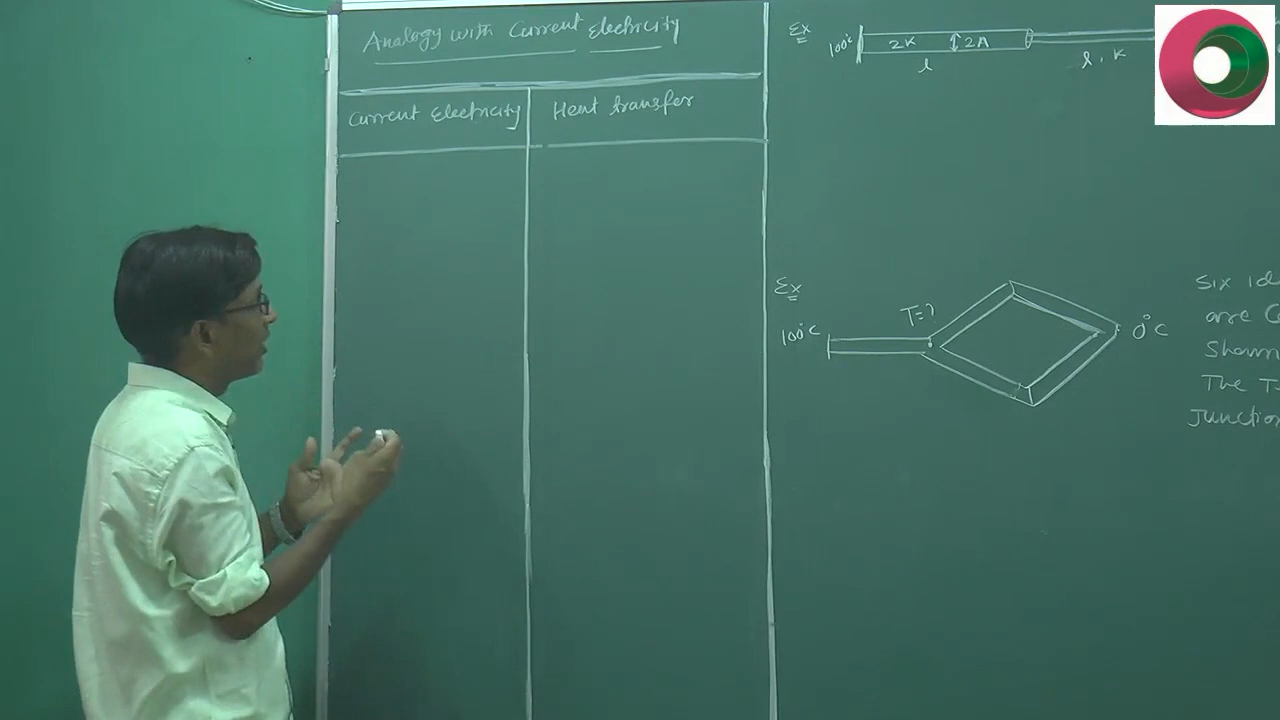 Analogy with Current Electricity
Current Electricity
Heat transfer
Ex
100°C
2K
2A
l
l, K
Ex
100°C
T=?
0°C
Six
are
Shown
The
Junction